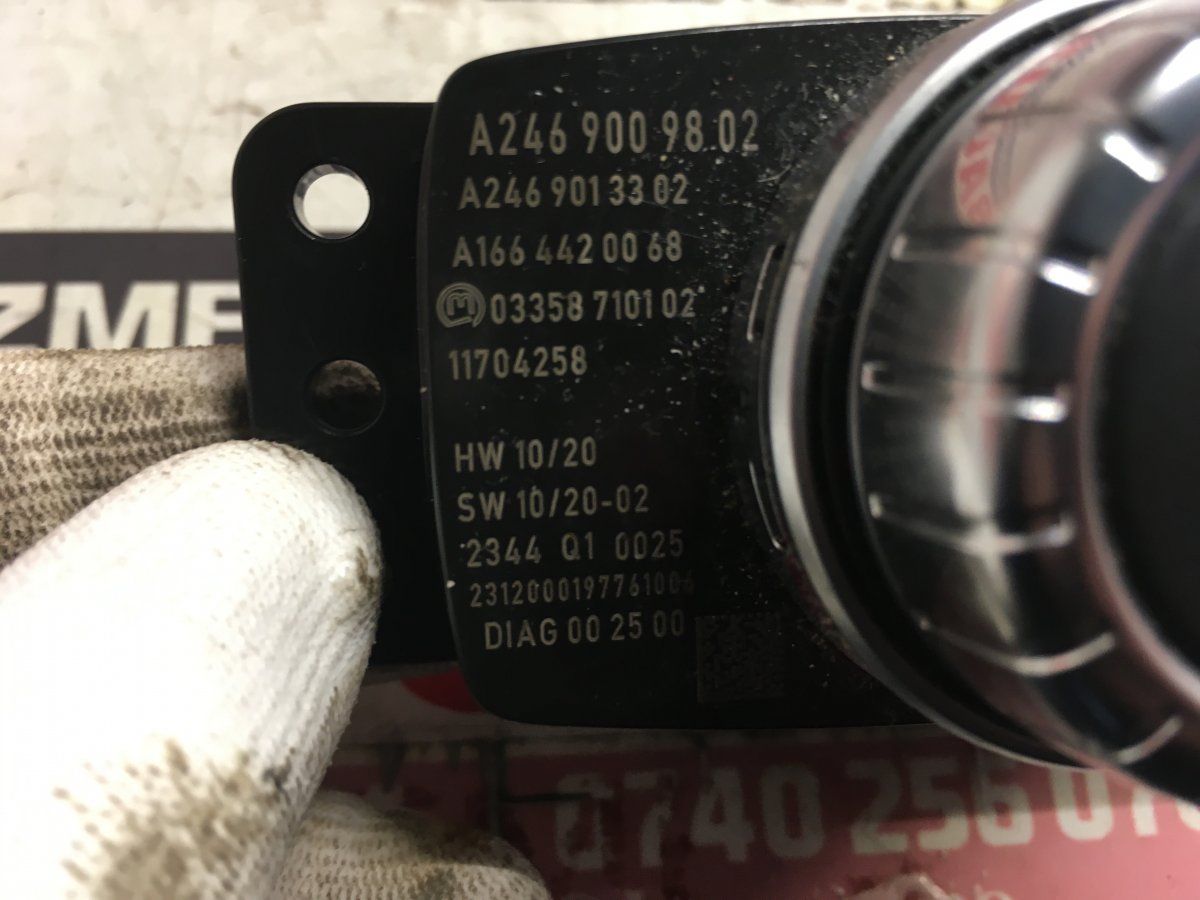 A246 900 98 02
A246 901 33 02
A166 442 00 68
M 03358 7101 02
11704258
HW 10/20
SW 10/20-02
2344 Q1 0025
DIAG 00 25 00
0740 256